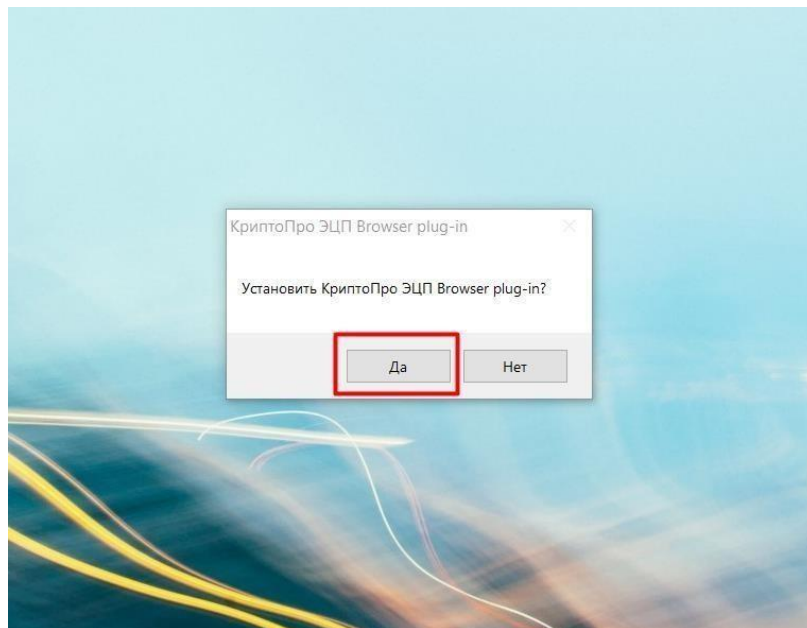 КриптоПро ЭЦП Browser plug-in
Установить КриптоПро ЭЦП Browser plug-in?
Да
Нет